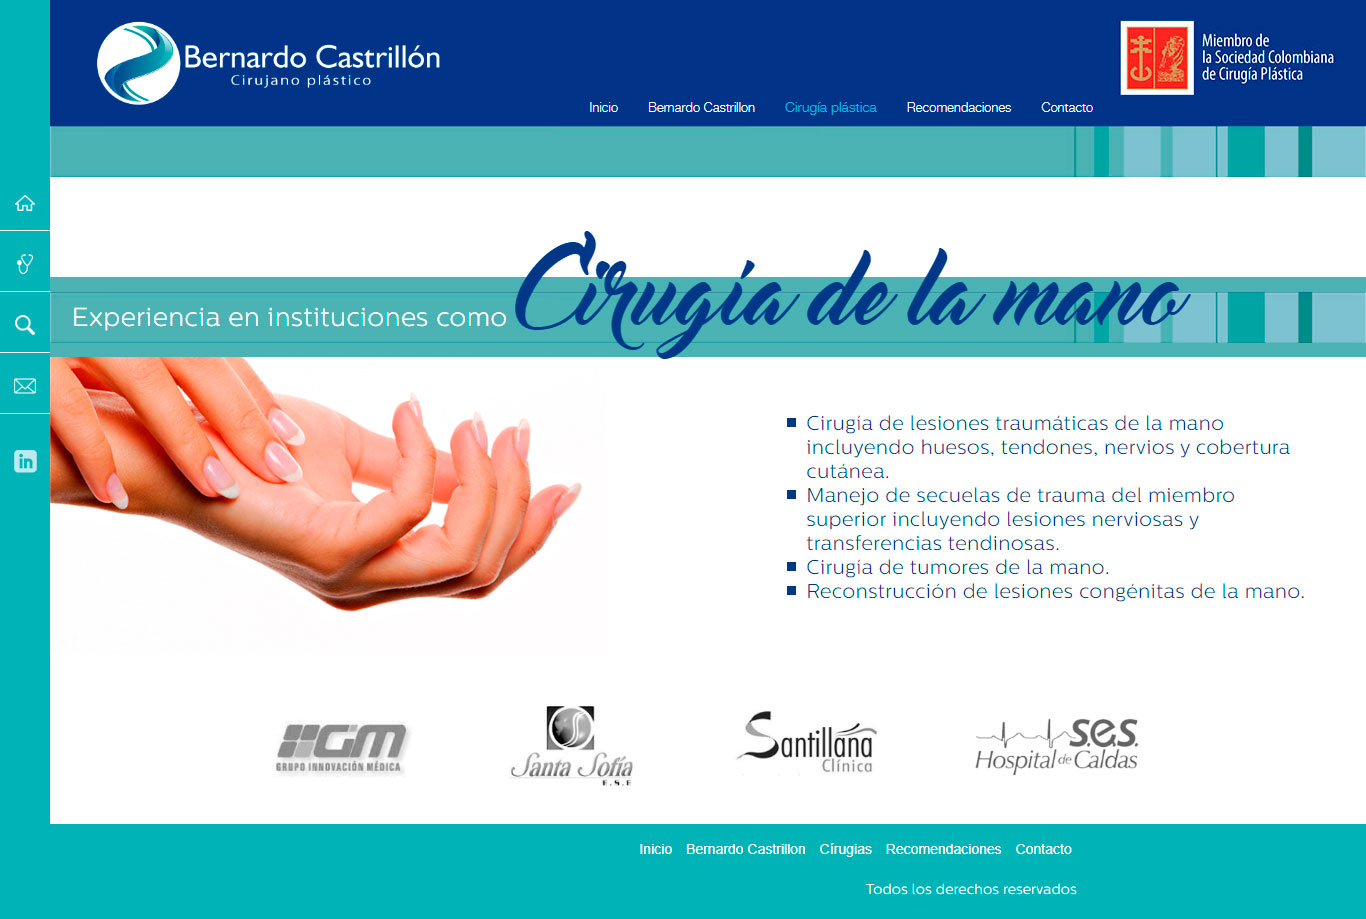 Bernardo Castrillón
Cirujano plástico
Miembro de
la Sociedad Colombiana
de Cirugía Plástica
Inicio Bernardo Castrillon Cirugía plástica Recomendaciones Contacto
Experiencia en instituciones como
Cirugía de la mano
in
Cirugía de lesiones traumáticas de la mano
incluyendo huesos, tendones, nervios y cobertura
cutánea.
Manejo de secuelas de trauma del miembro
superior incluyendo lesiones nerviosas y
transferencias tendinosas.
Cirugía de tumores de la mano.
Reconstrucción de lesiones congénitas de la mano.
GIM
GRUPO INNOVACIÓN MÉDICA
Santa Sofía
E.S.E
Santillana
Clínica
s.e.s.
Hospital de Caldas
Inicio Bernardo Castrillon Círugias Recomendaciones Contacto
Todos los derechos reservados